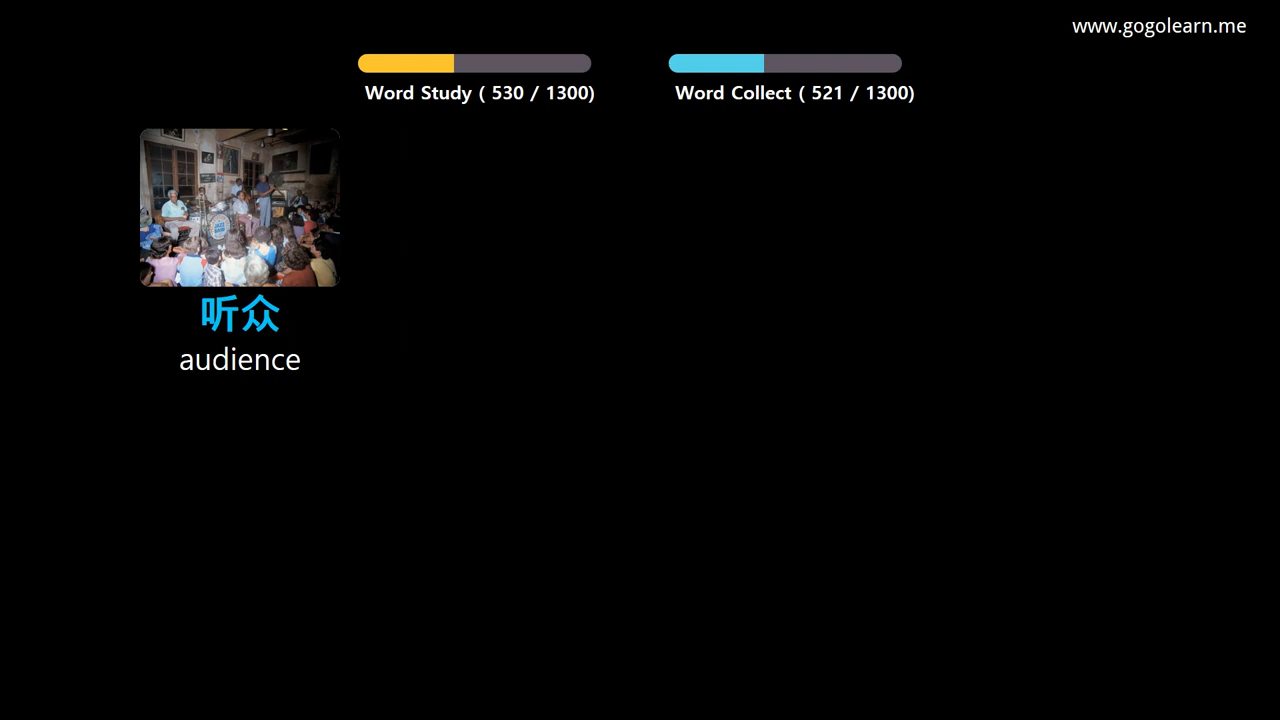 www.gogolearn.me
Word Study ( 530 / 1300)
Word Collect ( 521 / 1300)
听众
audience